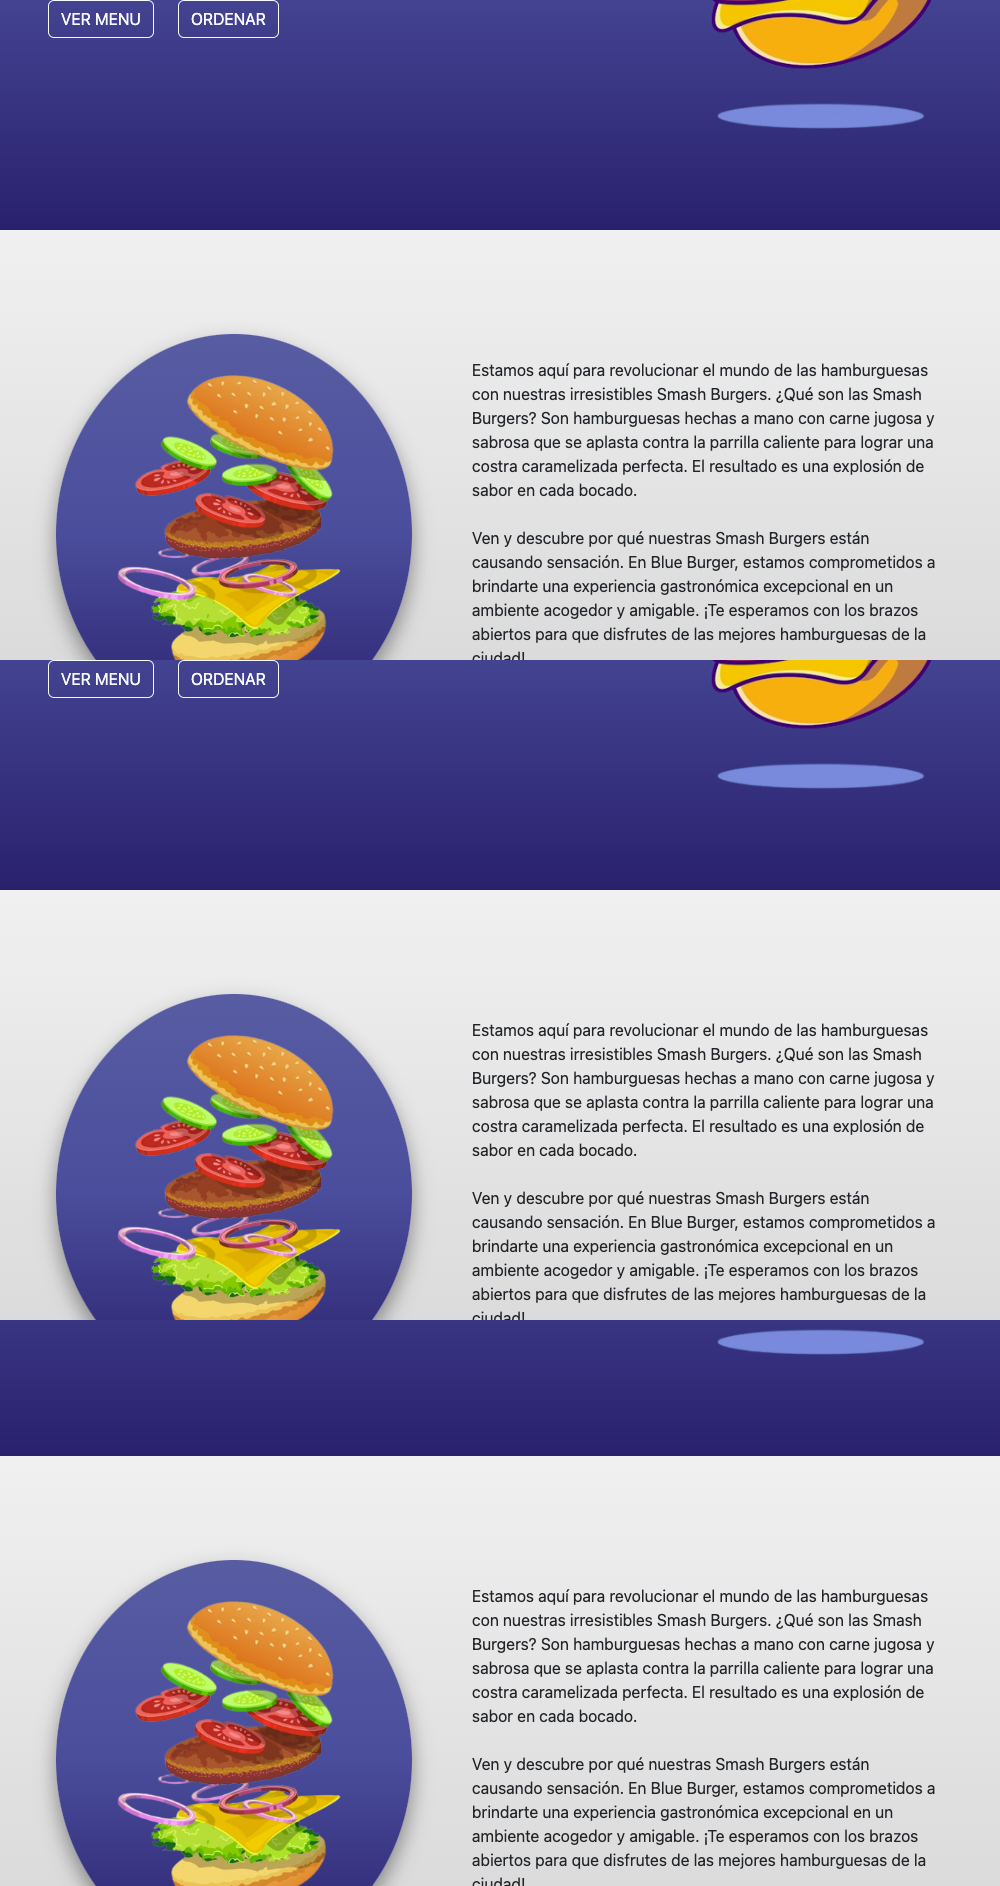 VER MENU ORDENAR
Estamos aquí para revolucionar el mundo de las hamburguesas
con nuestras irresistibles Smash Burgers. ¿Qué son las Smash
Burgers? Son hamburguesas hechas a mano con carne jugosa y
sabrosa que se aplasta contra la parrilla caliente para lograr una
costra caramelizada perfecta. El resultado es una explosión de
sabor en cada bocado.
Ven y descubre por qué nuestras Smash Burgers están
causando sensación. En Blue Burger, estamos comprometidos a
brindarte una experiencia gastronómica excepcional en un
ambiente acogedor y amigable. ¡Te esperamos con los brazos
abiertos para que disfrutes de las mejores hamburguesas de la
ciudad!
VER MENU ORDENAR
Estamos aquí para revolucionar el mundo de las hamburguesas
con nuestras irresistibles Smash Burgers. ¿Qué son las Smash
Burgers? Son hamburguesas hechas a mano con carne jugosa y
sabrosa que se aplasta contra la parrilla caliente para lograr una
costra caramelizada perfecta. El resultado es una explosión de
sabor en cada bocado.
Ven y descubre por qué nuestras Smash Burgers están
causando sensación. En Blue Burger, estamos comprometidos a
brindarte una experiencia gastronómica excepcional en un
ambiente acogedor y amigable. ¡Te esperamos con los brazos
abiertos para que disfrutes de las mejores hamburguesas de la
ciudad!
Estamos aquí para revolucionar el mundo de las hamburguesas
con nuestras irresistibles Smash Burgers. ¿Qué son las Smash
Burgers? Son hamburguesas hechas a mano con carne jugosa y
sabrosa que se aplasta contra la parrilla caliente para lograr una
costra caramelizada perfecta. El resultado es una explosión de
sabor en cada bocado.
Ven y descubre por qué nuestras Smash Burgers están
causando sensación. En Blue Burger, estamos comprometidos a
brindarte una experiencia gastronómica excepcional en un
ambiente acogedor y amigable. ¡Te esperamos con los brazos
abiertos para que disfrutes de las mejores hamburguesas de la
ciudad!